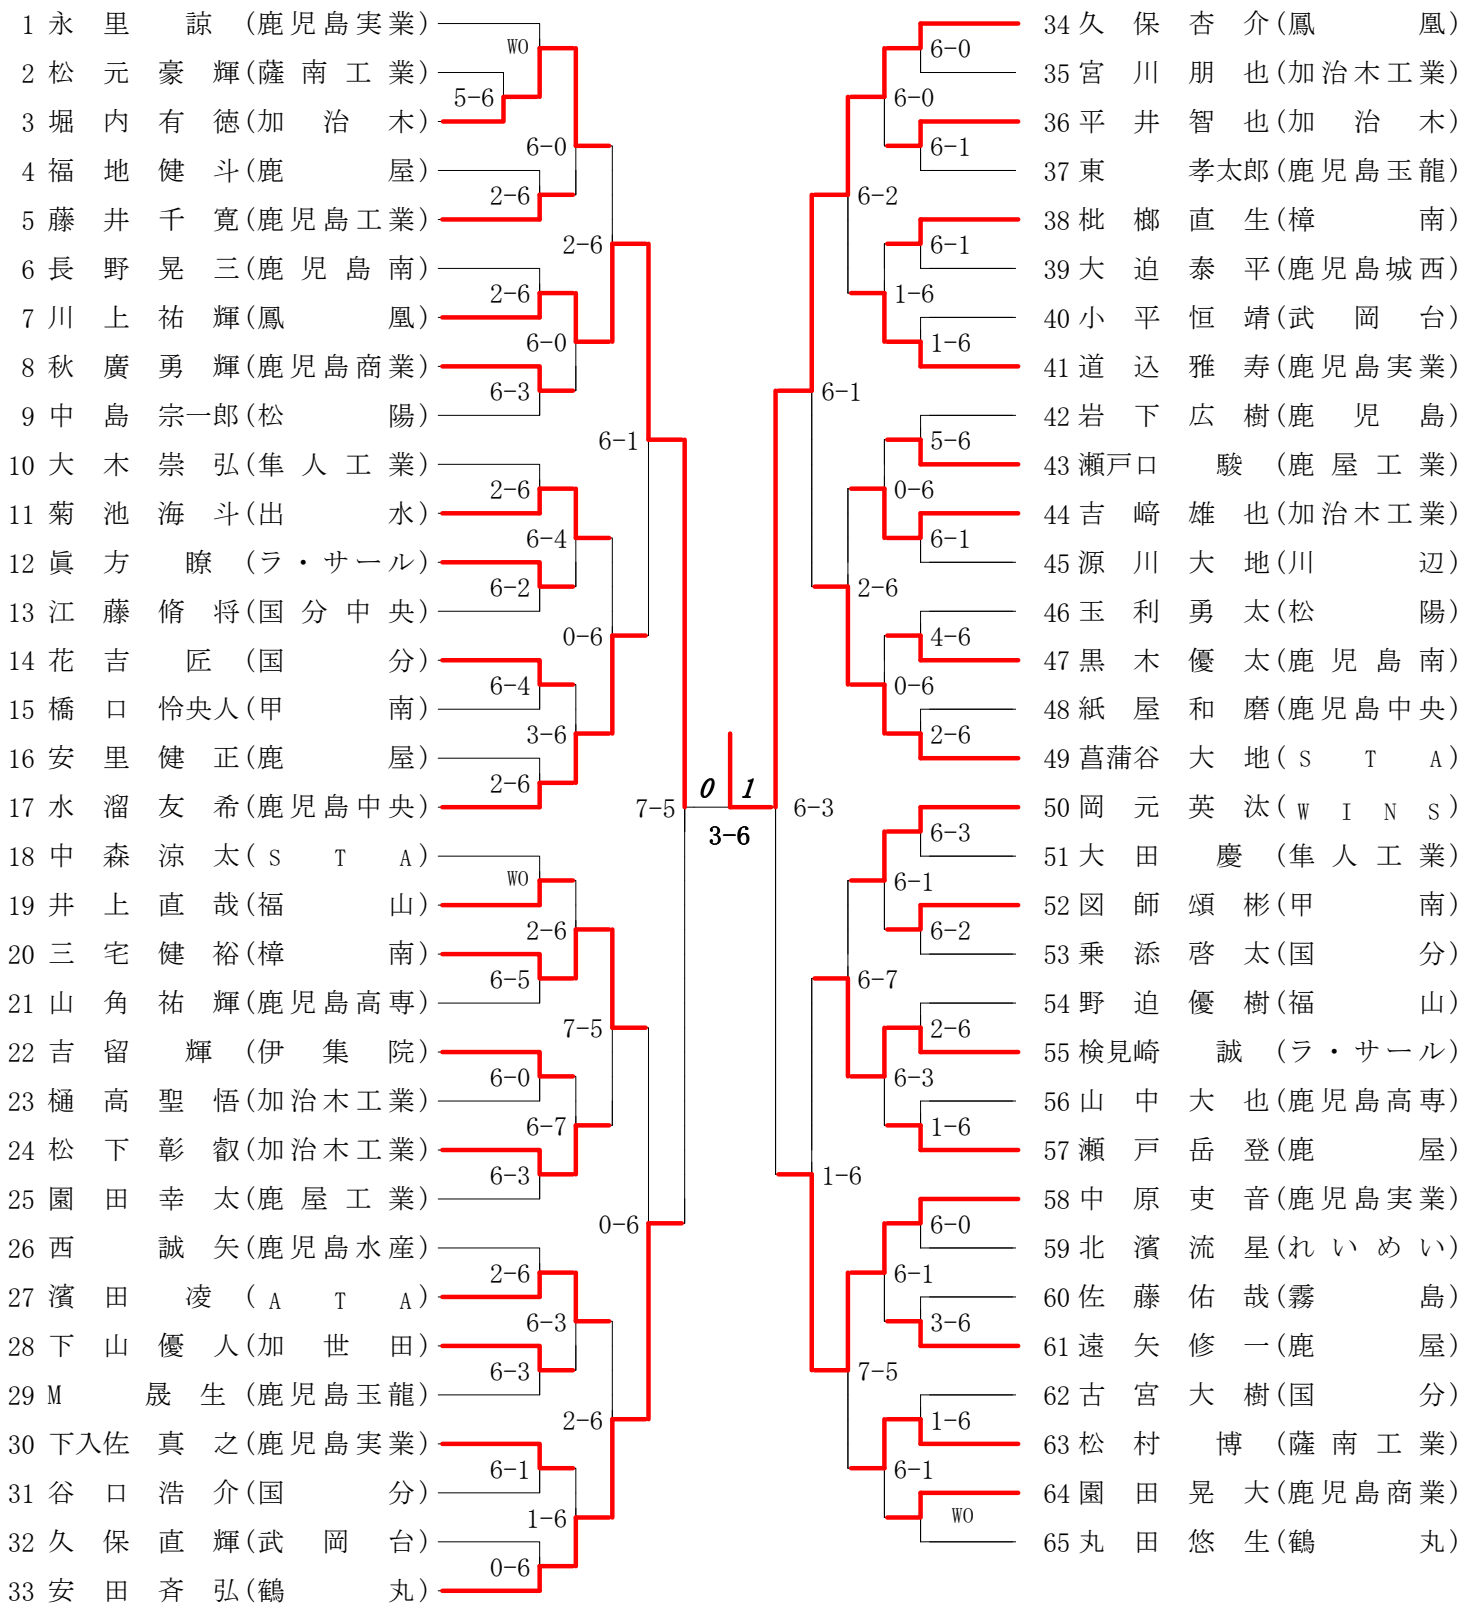 1 永里 諒 (鹿児島実業)
WO
2 松元豪輝(薩南工業)
5-6
3 堀内有徳(加治木)
6-0
4 福地健斗(鹿屋)
2-6
5 藤井千寛(鹿児島工業)
2-6
6 長野晃三(鹿児島南)
2-6
7 川上祐輝(鳳凰)
6-0
8 秋廣勇輝(鹿児島商業)
6-3
9 中島宗一郎(松陽)
6-1
10 大木崇弘(隼人工業)
2-6
11 菊池海斗(出水)
6-4
12 眞方 瞭 (ラ・サール)
6-2
13 江藤脩将(国分中央)
0-6
14 花吉 匠 (国分)
6-4
15 橋口怜央人(甲南)
3-6
16 安里健正(鹿屋)
2-6
17 水溜友希(鹿児島中央)
7-5
18 中森涼太(STA)
WO
19 井上直哉(福山)
2-6
20 三宅健裕(樟南)
6-5
21 山角祐輝(鹿児島高専)
7-5
22 吉留 輝 (伊集院)
6-0
23 樋高聖悟(加治木工業)
6-7
24 松下彰叡(加治木工業)
6-3
25 園田幸太(鹿屋工業)
0-6
26 西 誠矢(鹿児島水産)
2-6
27 濱田 凌 (ATA)
6-3
28 下山優人(加世田)
6-3
29 M 晟生(鹿児島玉龍)
2-6
30 下入佐真之(鹿児島実業)
6-1
31 谷口浩介(国分)
1-6
32 久保直輝(武岡台)
0-6
33 安田斉弘(鶴丸)
0 1
3-6
34 久保杏介(鳳凰)
6-0
35 宮川朋也(加治木工業)
6-0
36 平井智也(加治木)
6-1
37 東 孝太郎(鹿児島玉龍)
6-2
38 枇榔直生(樟南)
6-1
39 大迫泰平(鹿児島城西)
1-6
40 小平恒靖(武岡台)
1-6
41 道込雅寿(鹿児島実業)
6-1
42 岩下広樹(鹿児島)
5-6
43 瀬戸口 駿 (鹿屋工業)
0-6
44 吉﨑雄也(加治木工業)
6-1
45 源川大地(川辺)
2-6
46 玉利勇太(松陽)
4-6
47 黒木優太(鹿児島南)
0-6
48 紙屋和磨(鹿児島中央)
2-6
49 菖蒲谷大地(STA)
6-3
50 岡元英汰(WINS)
6-3
51 大田 慶 (隼人工業)
6-1
52 図師頌彬(甲南)
6-2
53 乗添啓太(国分)
6-7
54 野迫優樹(福山)
2-6
55 検見崎 誠 (ラ・サール)
6-3
56 山中大也(鹿児島高専)
1-6
57 瀬戸岳登(鹿屋)
1-6
58 中原吏音(鹿児島実業)
6-0
59 北濱流星(れいめい)
6-1
60 佐藤佑哉(霧島)
3-6
61 遠矢修一(鹿屋)
7-5
62 古宮大樹(国分)
1-6
63 松村 博 (薩南工業)
6-1
64 園田晃大(鹿児島商業)
WO
65 丸田悠生(鶴丸)